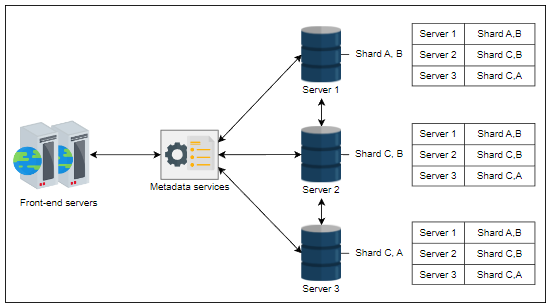 Server 1 Shard A,B
Shard A, B
Server 2 Shard C,B
Server 3 Shard C,A
Server 1
Server 1 Shard A,B
Shard C, B
Server 2 Shard C,B
Server 3 Shard C,A
Metadata services
Server 2
Front-end servers
Server 1 Shard A,B
Shard C, A
Server 2 Shard C,B
Server 3 Shard C,A
Server 3